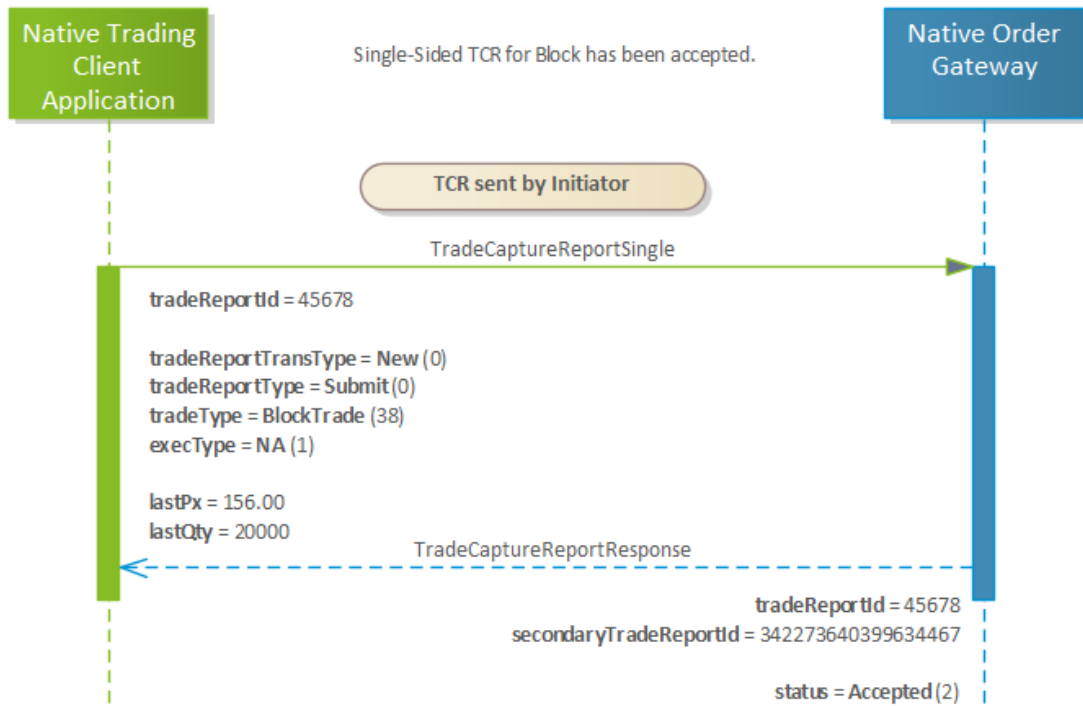 Native Trading
Client
Application
Single-Sided TCR for Block has been accepted.
Native Order
Gateway
TCR sent by Initiator
TradeCaptureReportSingle
tradeReportId = 45678
tradeReportTransType = New (0)
tradeReportType = Submit (0)
tradeType = BlockTrade (38)
execType = NA (1)
lastPx = 156.00
lastQty = 20000
TradeCaptureReportResponse
tradeReportId = 45678
secondaryTradeReportId = 342273640399634467
status = Accepted (2)